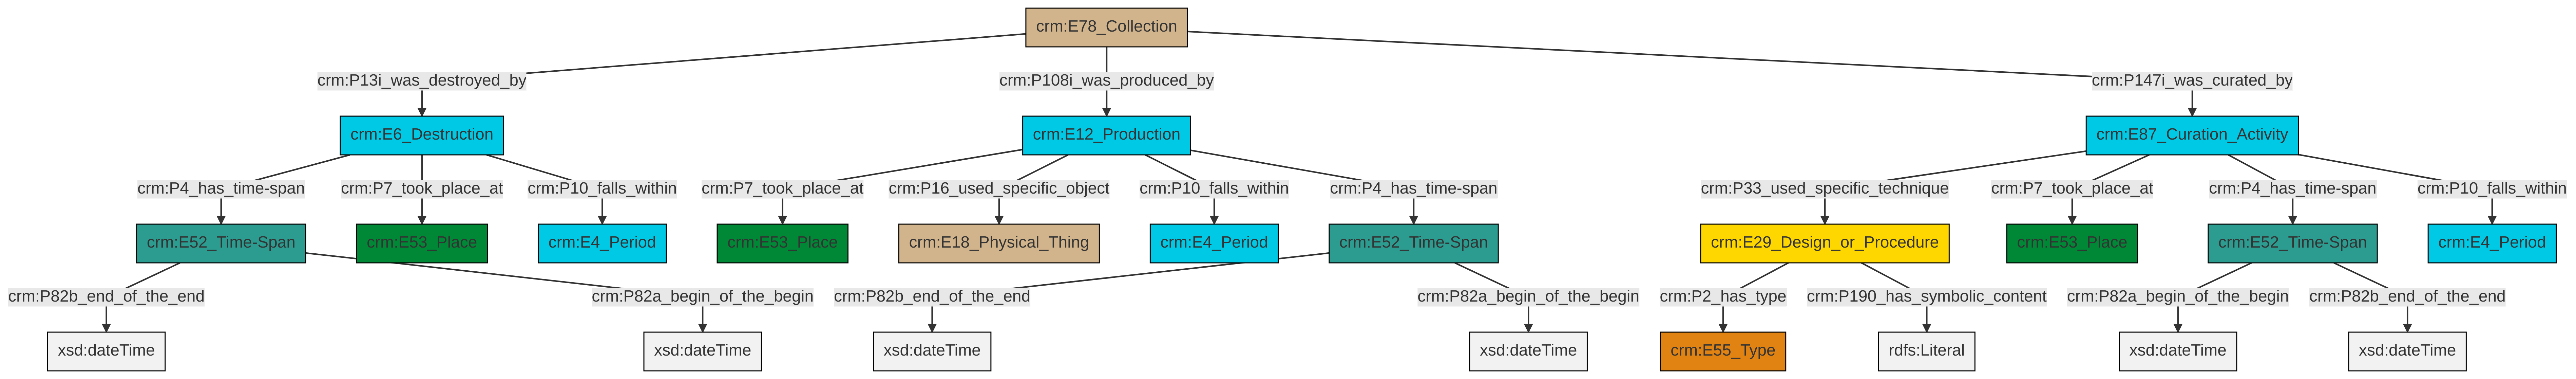 crm:E78_Collection
crm:P13i_was_destroyed_by
crm:P108i_was_produced_by
crm:P147i_was_curated_by
crm:E6_Destruction
crm:E12_Production
crm:E87_Curation_Activity
crm:P4_has_time-span
crm:P7_took_place_at
crm:P10_falls_within
crm:P7_took_place_at
crm:P16_used_specific_object
crm:P10_falls_within
crm:P4_has_time-span
crm:P33_used_specific_technique
crm:P7_took_place_at
crm:P4_has_time-span
crm:P10_falls_within
crm:E52_Time-Span
crm:E53_Place
crm:E4_Period
crm:E53_Place
crm:E18_Physical_Thing
crm:E4_Period
crm:E52_Time-Span
crm:E29_Design_or_Procedure
crm:E53_Place
crm:E52_Time-Span
crm:E4_Period
crm:P82b_end_of_the_end
crm:P82a_begin_of_the_begin
crm:P82b_end_of_the_end
crm:P82a_begin_of_the_begin
crm:P2_has_type
crm:P190_has_symbolic_content
crm:P82a_begin_of_the_begin
crm:P82b_end_of_the_end
xsd:dateTime
xsd:dateTime
xsd:dateTime
xsd:dateTime
crm:E55_Type
rdfs:Literal
xsd:dateTime
xsd:dateTime